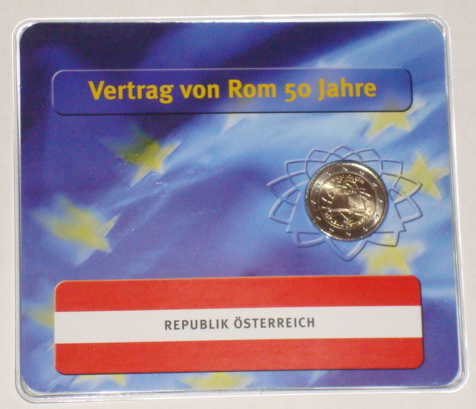 Vertrag von Rom 50 Jahre
REPUBLIK ÖSTERREICH